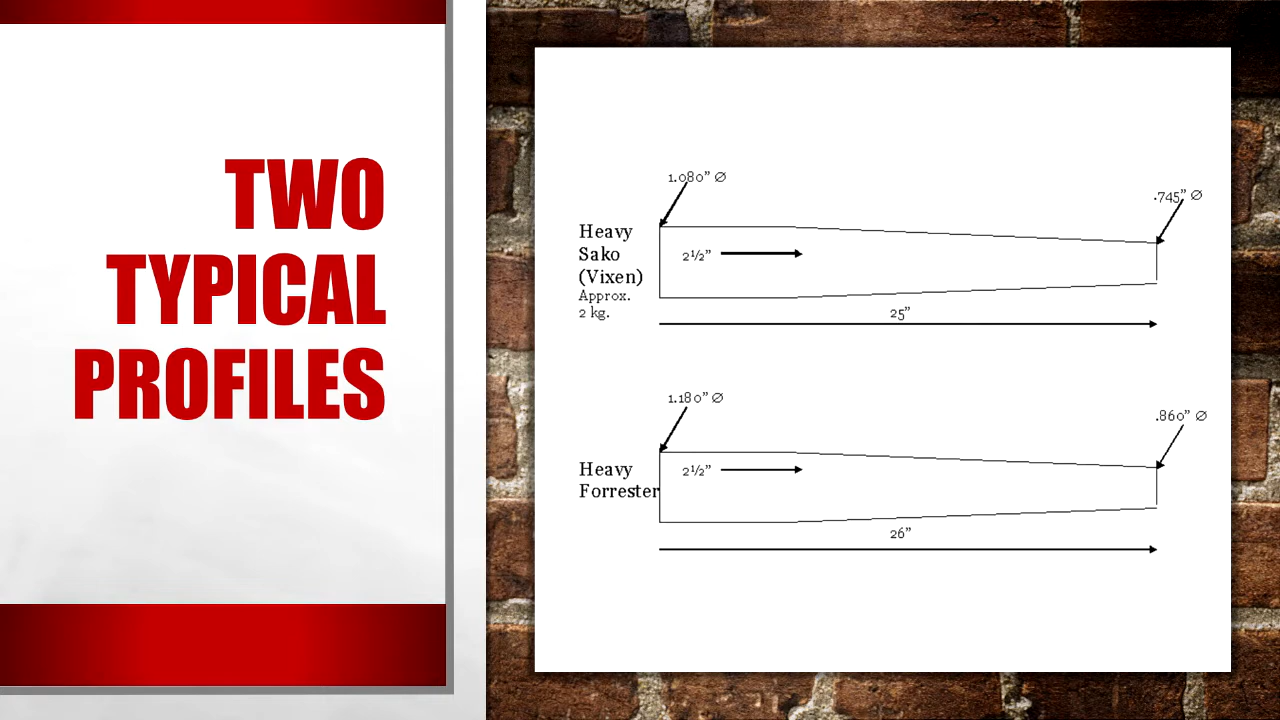 TWO
TYPICAL
PROFILES
1.080” Ø
.745” Ø
Heavy
Sako
(Vixen)
Approx.
2 kg.
2½”
25”
1.180” Ø
.860” Ø
Heavy
Forrester
2½”
26”